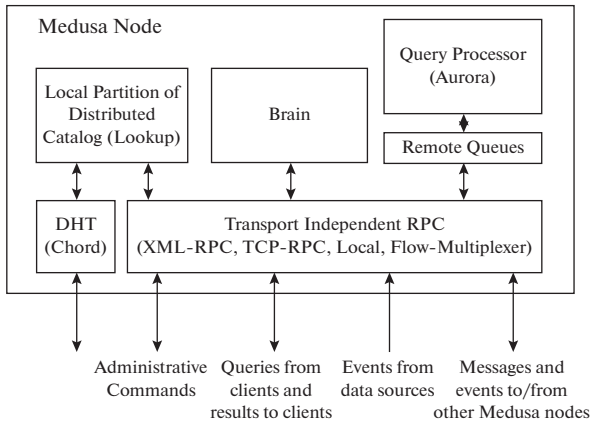 Medusa Node
Query Processor
(Aurora)
Local Partition of
Distributed
Catalog (Lookup)
Brain
Remote Queues
DHT
(Chord)
Transport Independent RPC
(XML-RPC, TCP-RPC, Local, Flow-Multiplexer)
Administrative
Commands
Queries from
clients and
results to clients
Events from
data sources
Messages and
events to/from
other Medusa nodes